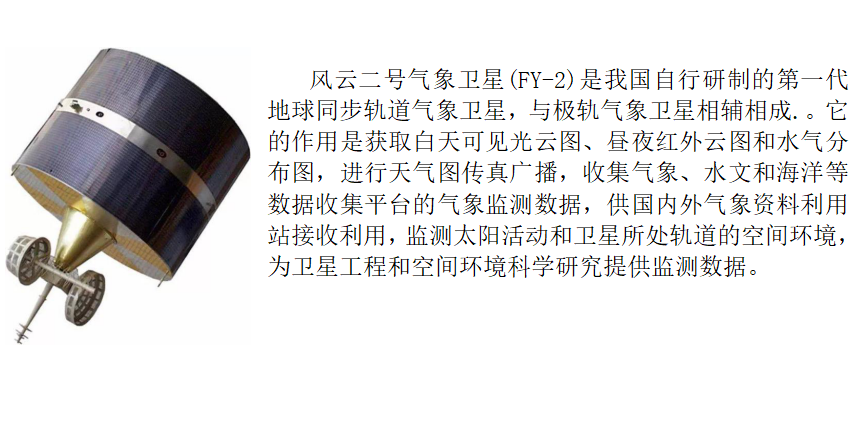 风云二号气象卫星(FY-2)是我国自行研制的第一代
地球同步轨道气象卫星，与极轨气象卫星相辅相成.。它
的作用是获取白天可见光云图、昼夜红外云图和水气分
布图，进行天气图传真广播，收集气象、水文和海洋等
数据收集平台的气象监测数据，供国内外气象资料利用
站接收利用，监测太阳活动和卫星所处轨道的空间环境，
为卫星工程和空间环境科学研究提供监测数据。